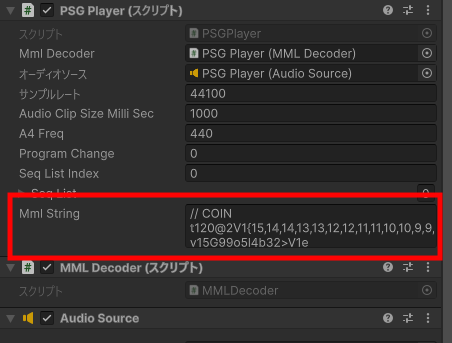 PSG Player (スクリプト)
スクリプト
PSGPlayer
Mml Decoder
PSG Player (MML Decoder)
オーディオソース
PSG Player (Audio Source)
サンプルレート
44100
Audio Clip Size Milli Sec
1000
A4 Freq
440
Program Change
0
Seq List Index
0
Seq List
0
Mml String
// COIN
t120@2V1{15,14,14,13,13,12,12,11,11,10,10,9,9,
v15G99o5l4b32>V1e
MML Decoder (スクリプト)
スクリプト
MMLDecoder
Audio Source